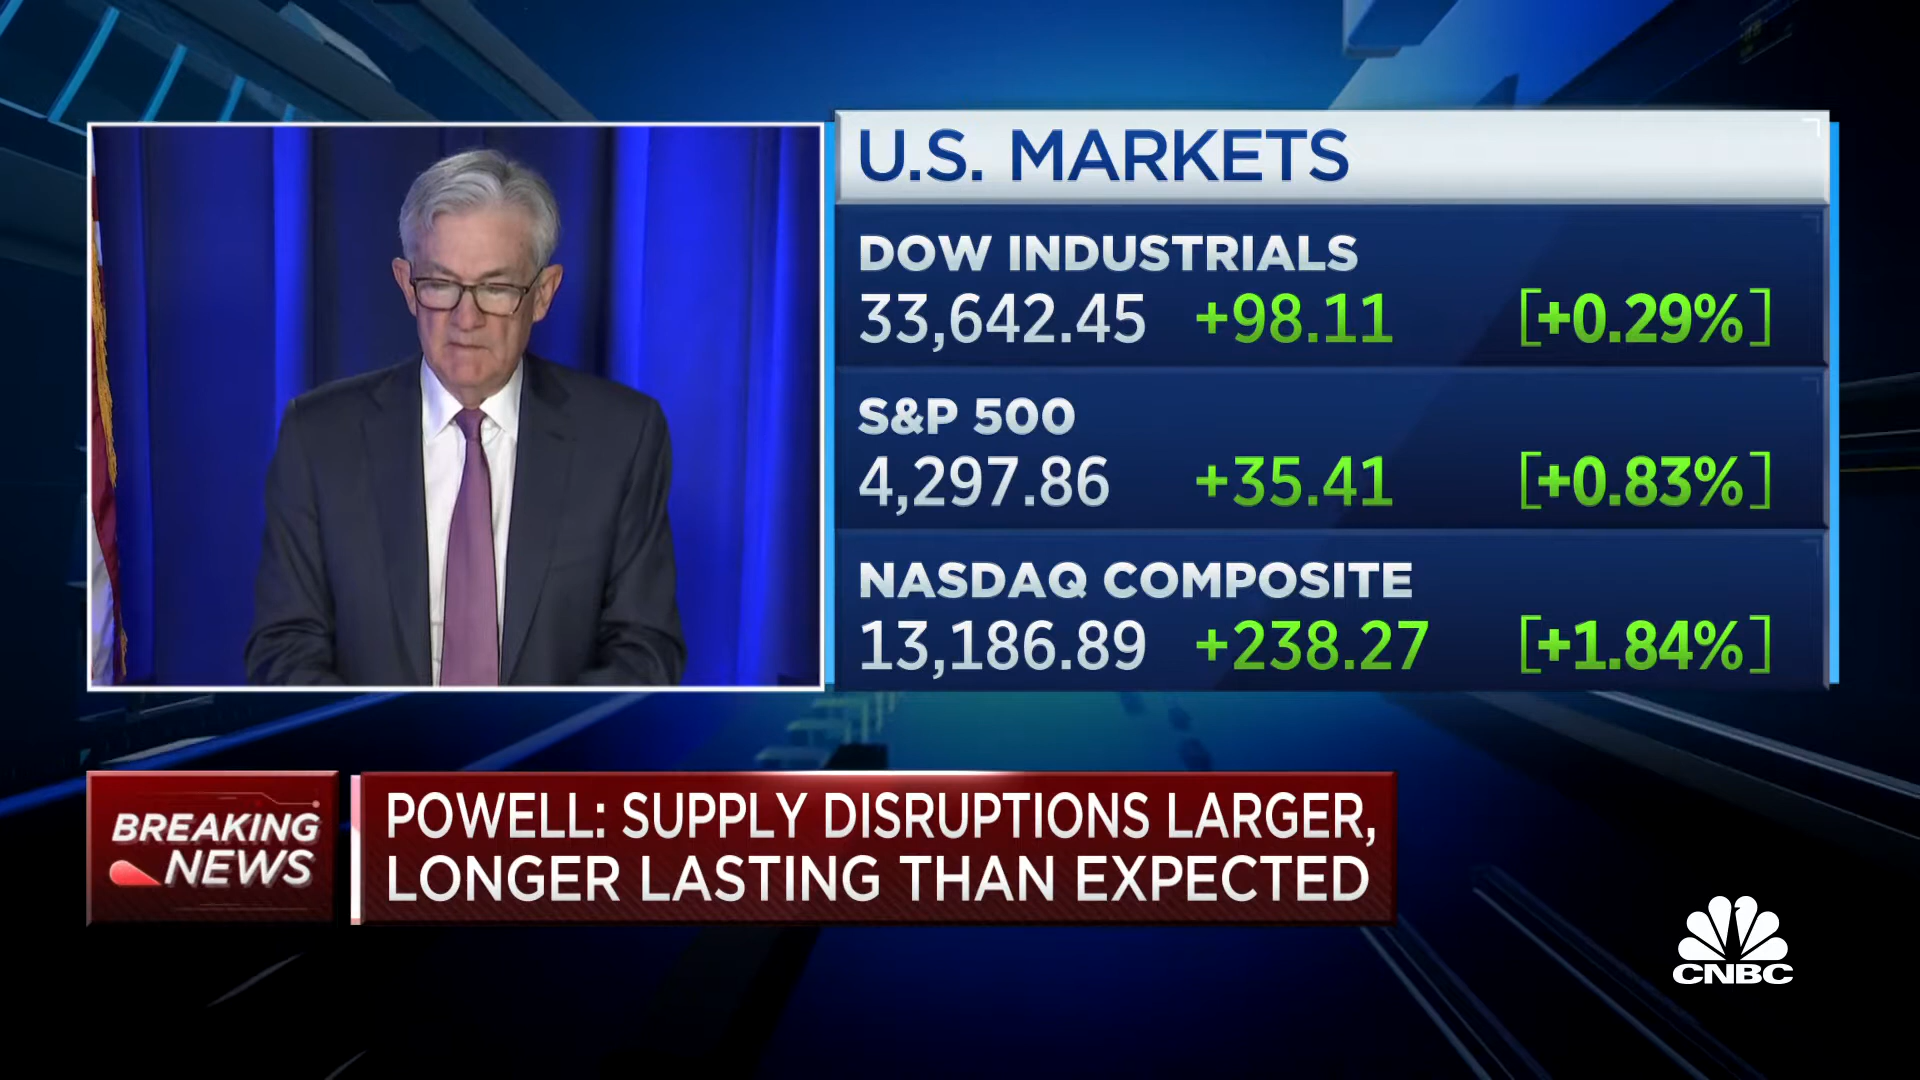 U.S. MARKETS
DOW INDUSTRIALS
33,642.45 +98.11 [+0.29%]
S&P 500
4,297.86 +35.41 [+0.83%]
NASDAQ COMPOSITE
13,186.89 +238.27 [+1.84%]
BREAKING
NEWS
POWELL: SUPPLY DISRUPTIONS LARGER,
LONGER LASTING THAN EXPECTED
CNBC